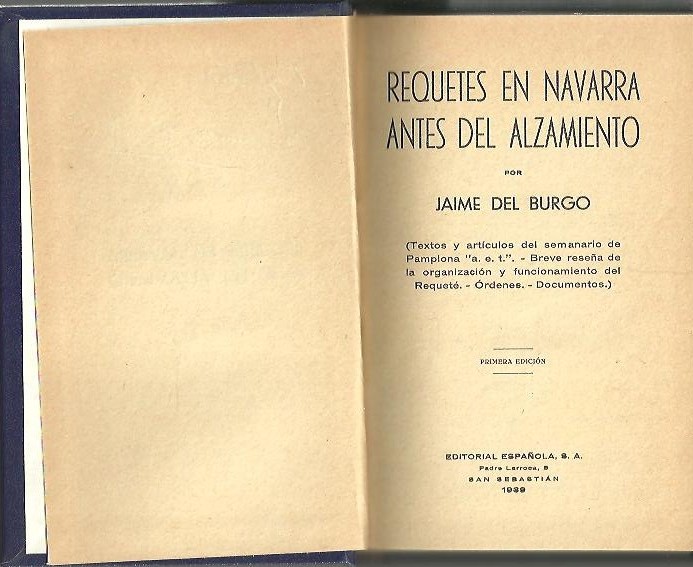 REQUETES EN NAVARRA
ANTES DEL ALZAMIENTO
POR
JAIME DEL BURGO
(Textos y artículos del semanario de
Pamplona "a. e. t.". - Breve reseña de
la organización y funcionamiento del
Requeté. - Órdenes. - Documentos.)
PRIMERA EDICIÓN
EDITORIAL ESPAÑOLA, S. A.
Padre Larroca, 8
SAN SEBASTIÁN
1939